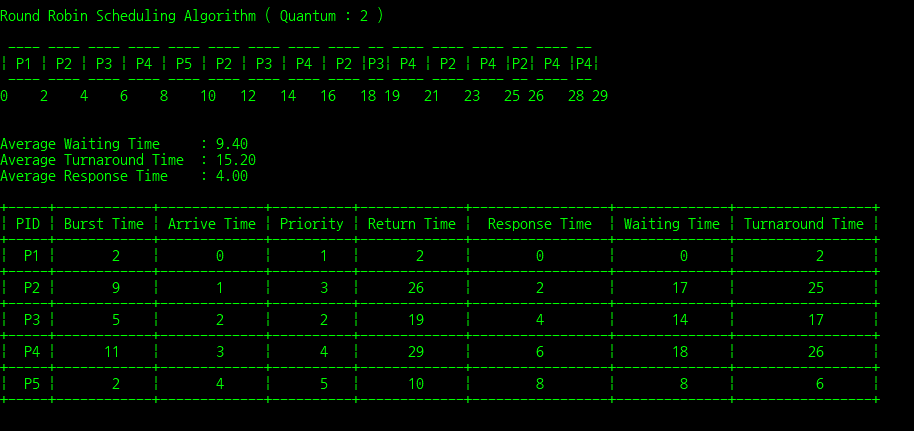 Round Robin Scheduling Algorithm ( Quantum : 2 )
| P1 | P2 | P3 | P4 | P5 | P2 | P3 | P4 | P2 |P3| P4 | P2 | P4 |P2| P4 |P4|
0 2 4 6 8 10 12 14 16 18 19 21 23 25 26 28 29
Average Waiting Time : 9.40
Average Turnaround Time : 15.20
Average Response Time : 4.00
| PID | Burst Time | Arrive Time | Priority | Return Time | Response Time | Waiting Time | Turnaround Time |
| P1 | 2 | 0 | 1 | 2 | 0 | 0 | 2 |
| P2 | 9 | 1 | 3 | 26 | 2 | 17 | 25 |
| P3 | 5 | 2 | 2 | 19 | 4 | 14 | 17 |
| P4 | 11 | 3 | 4 | 29 | 6 | 18 | 26 |
| P5 | 2 | 4 | 5 | 10 | 8 | 8 | 6 |